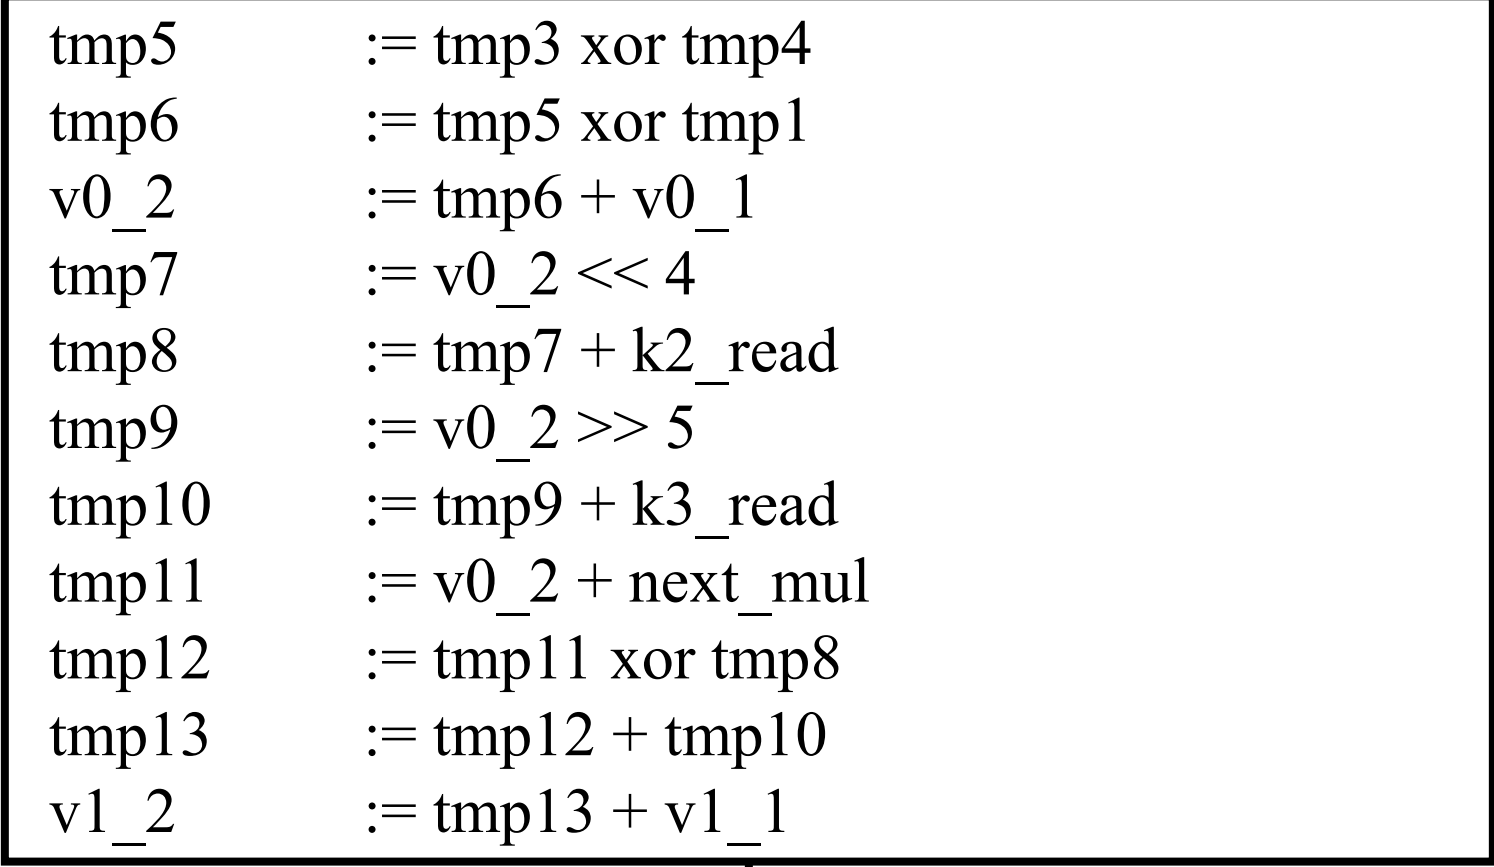 tmp5 := tmp3 xor tmp4
tmp6 := tmp5 xor tmp1
v0_2 := tmp6 + v0_1
tmp7 := v0_2 << 4
tmp8 := tmp7 + k2_read
tmp9 := v0_2 >> 5
tmp10 := tmp9 + k3_read
tmp11 := v0_2 + next_mul
tmp12 := tmp11 xor tmp8
tmp13 := tmp12 + tmp10
v1_2 := tmp13 + v1_1